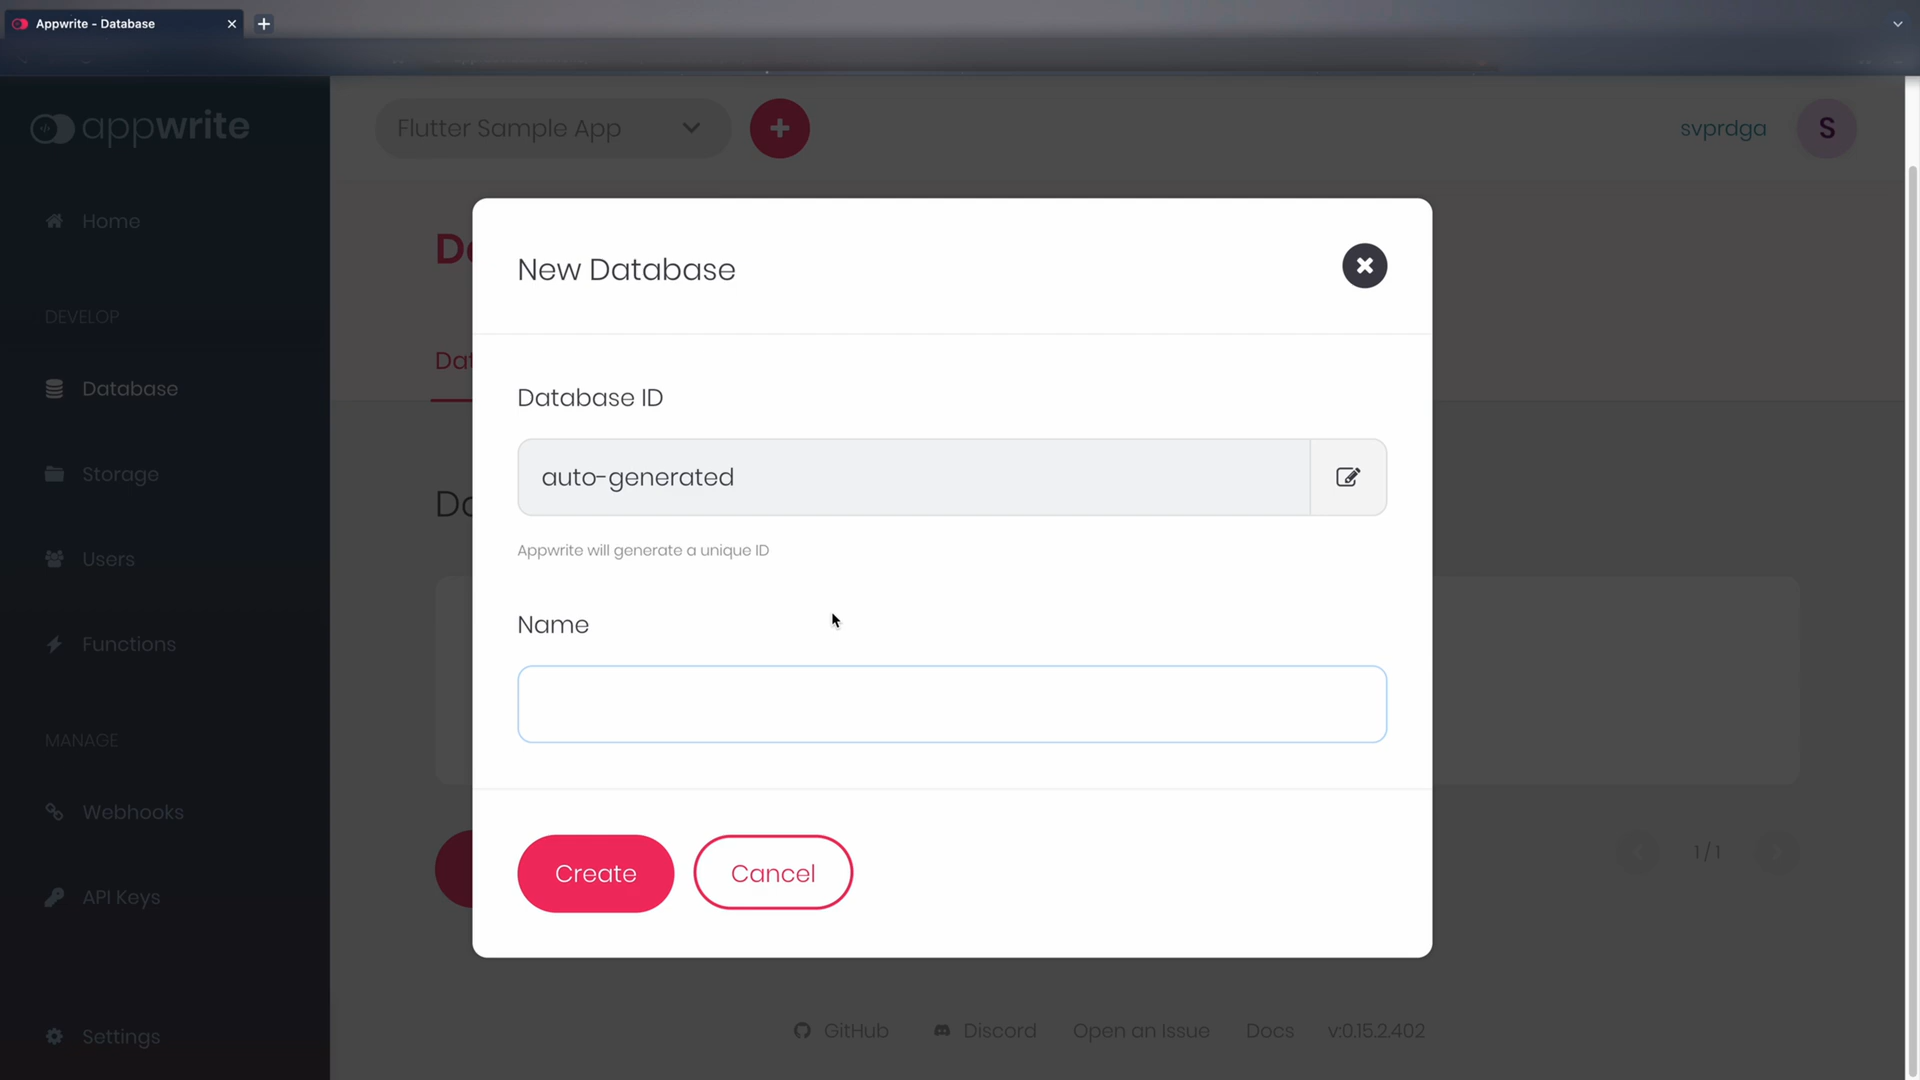 Appwrite - Database
appwrite
Flutter Sample App
svprdga
S
Home
DEVELOP
Database
Storage
Users
Functions
MANAGE
Webhooks
API Keys
Settings
New Database
Database ID
auto-generated
Appwrite will generate a unique ID
Name
Create
Cancel
1 / 1
GitHub
Discord
Open an Issue
Docs
v:0.15.2.402